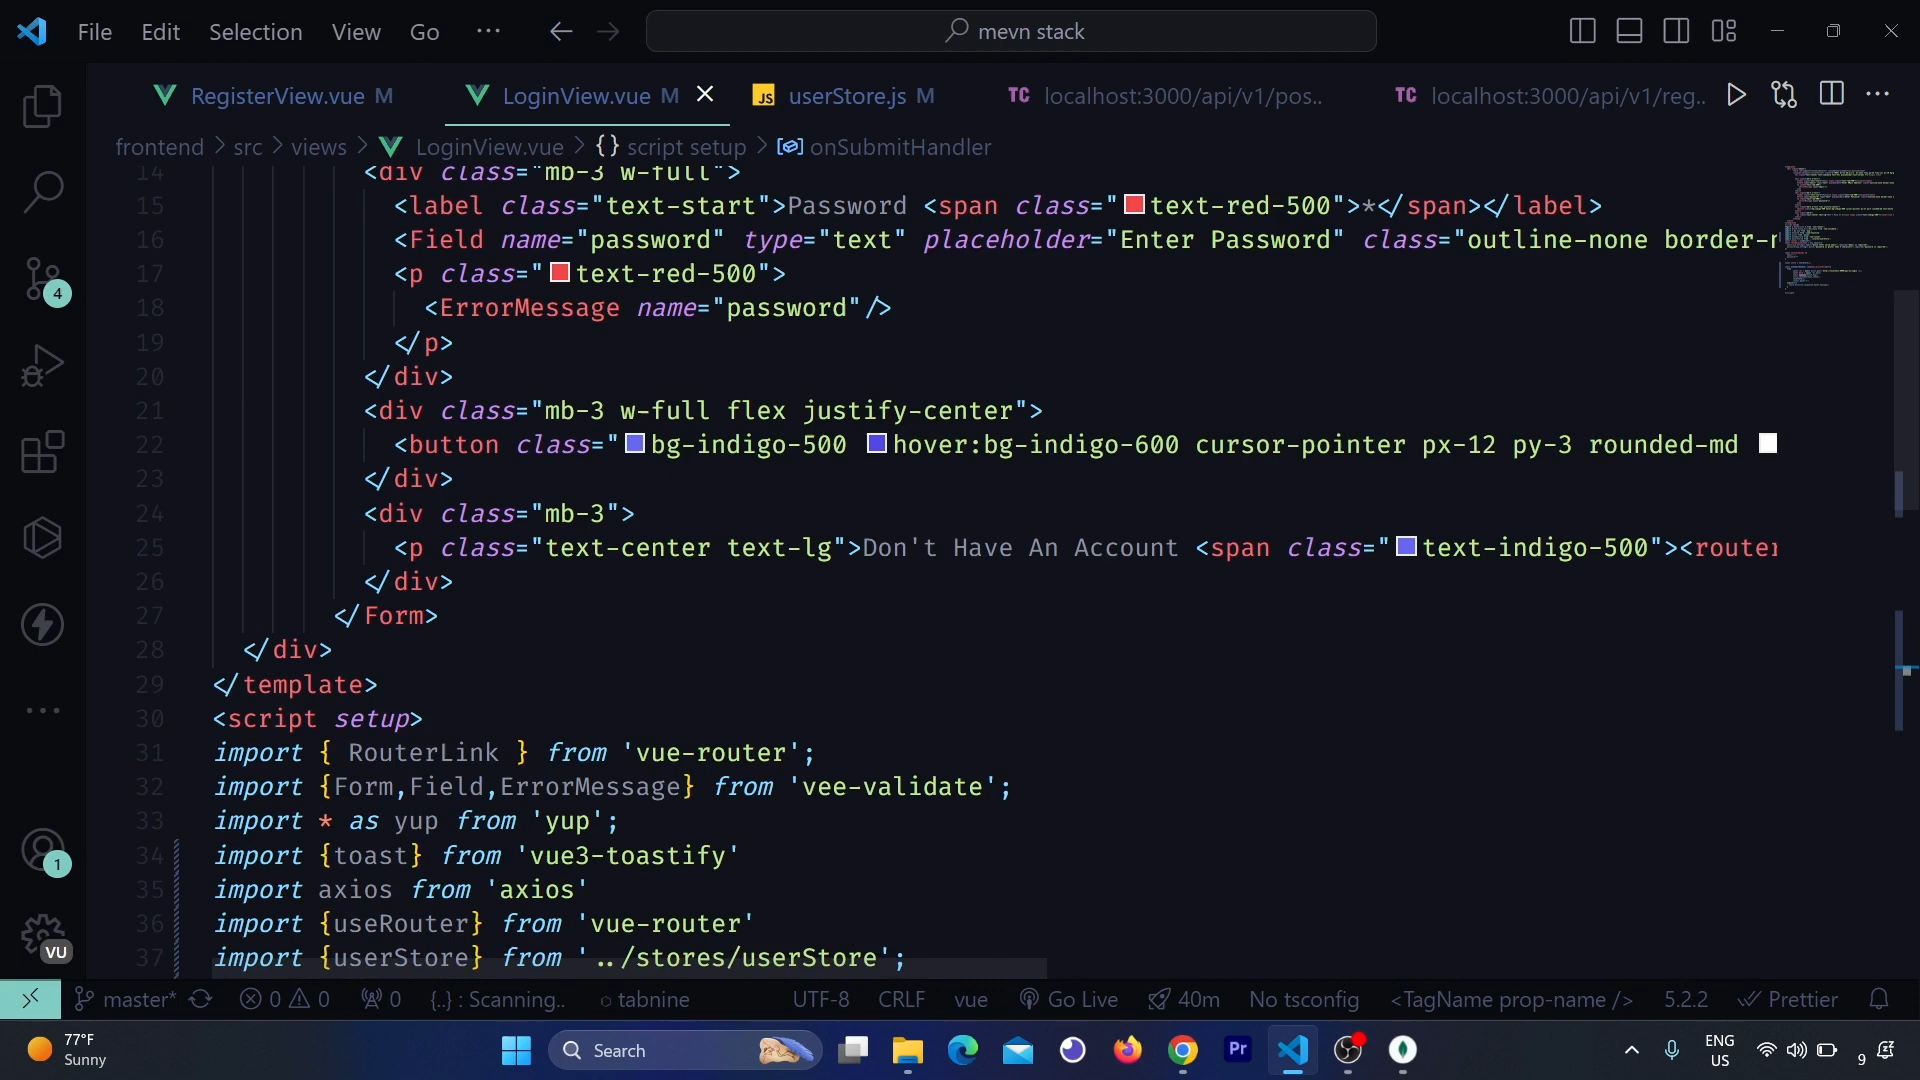 File Edit Selection View Go ··· mevn stack
RegisterView.vue M LoginView.vue M JS userStore.js M TC localhost:3000/api/v1/pos.. TC localhost:3000/api/v1/reg..
frontend > src > views > LoginView.vue > {} script setup > onSubmitHandler
14 <div class="mb-3 w-full">
15 <label class="text-start">Password <span class="text-red-500">*</span></label>
16 <Field name="password" type="text" placeholder="Enter Password" class="outline-none border-n
17 <p class="text-red-500">
18 <ErrorMessage name="password"/>
19 </p>
20 </div>
21 <div class="mb-3 w-full flex justify-center">
22 <button class="bg-indigo-500 hover:bg-indigo-600 cursor-pointer px-12 py-3 rounded-md
23 </div>
24 <div class="mb-3">
25 <p class="text-center text-lg">Don't Have An Account <span class="text-indigo-500"><router
26 </div>
27 </Form>
28 </div>
29 </template>
30 <script setup>
31 import { RouterLink } from 'vue-router';
32 import {Form,Field,ErrorMessage} from 'vee-validate';
33 import * as yup from 'yup';
34 import {toast} from 'vue3-toastify'
35 import axios from 'axios'
36 import {useRouter} from 'vue-router'
37 import {userStore} from '../stores/userStore';
4
1
VU
master* 0 0 0 {..} : Scanning.. tabnine UTF-8 CRLF vue Go Live 40m No tsconfig <TagName prop-name /> 5.2.2 Prettier
77°F
Sunny
Search
Pr
ENG
US
9